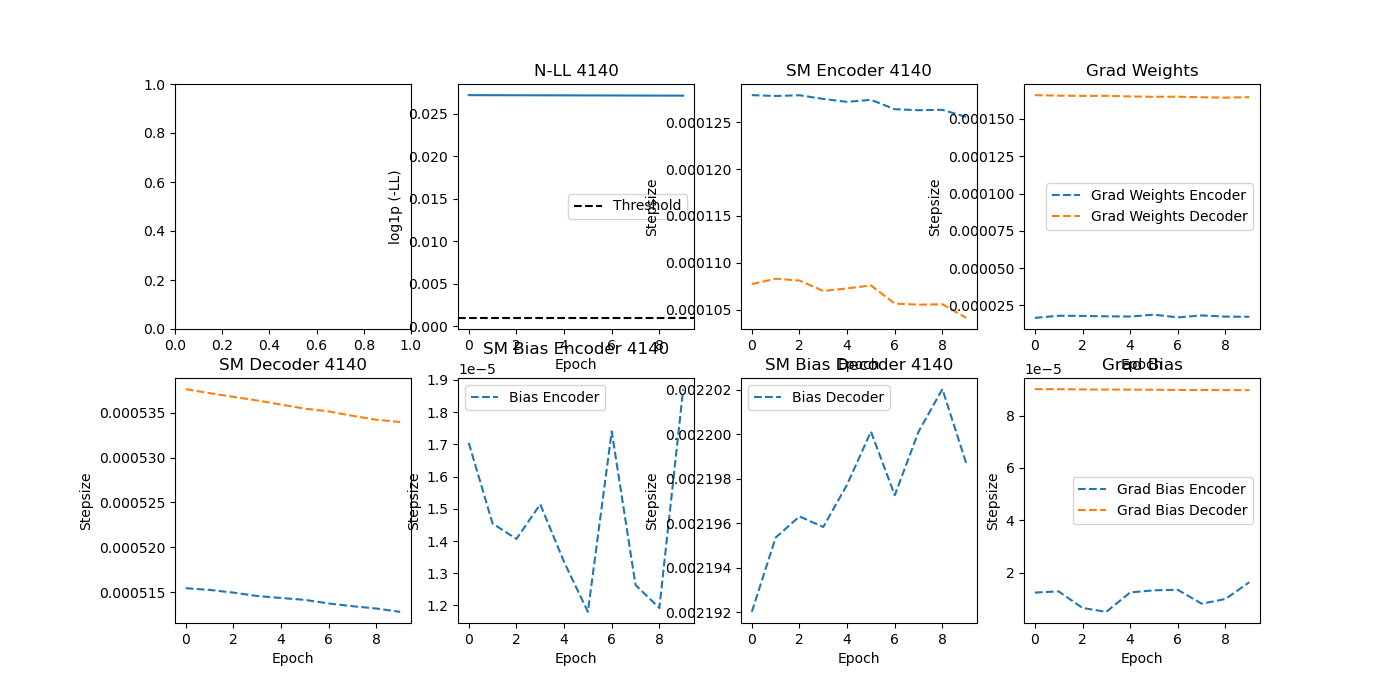 N-LL 4140
SM Encoder 4140
Grad Weights
1.0
0.8
0.6
0.4
0.2
0.0
0.0 0.2 0.4 0.6 0.8 1.0
log1p (-LL)
0.025
0.020
0.015
0.010
0.005
0.000
Threshold
0 2 4 6 8
Epoch
Stepsize
0.000125
0.000120
0.000115
0.000110
0.000105
0 2 4 6 8
Epoch
Stepsize
0.000150
0.000125
0.000100
0.000075
0.000050
0.000025
Grad Weights Encoder
Grad Weights Decoder
0 2 4 6 8
Epoch
SM Decoder 4140
SM Bias Encoder 4140
SM Bias Decoder 4140
Grad Bias
Stepsize
0.000535
0.000530
0.000525
0.000520
0.000515
0 2 4 6 8
Epoch
1e−5
Stepsize
1.9
1.8
1.7
1.6
1.5
1.4
1.3
1.2
Bias Encoder
0 2 4 6 8
Epoch
Stepsize
0.002202
0.002200
0.002198
0.002196
0.002194
0.002192
Bias Decoder
0 2 4 6 8
Epoch
1e−5
Stepsize
8
6
4
2
Grad Bias Encoder
Grad Bias Decoder
0 2 4 6 8
Epoch